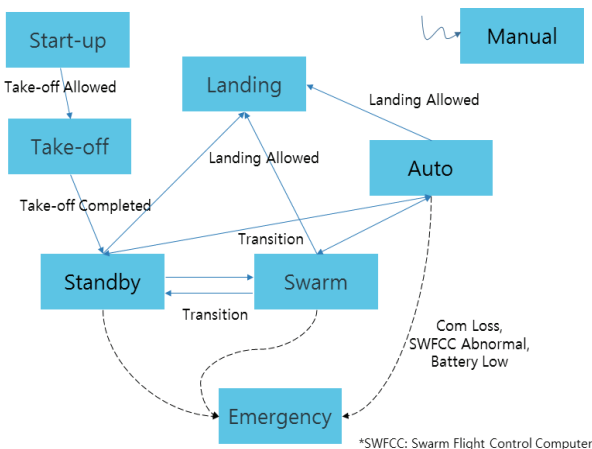 Start-up
Manual
Take-off Allowed
Landing
Landing Allowed
Take-off
Landing Allowed
Auto
Take-off Completed
Transition
Standby
Swarm
Transition
Com Loss,
SWFCC Abnormal,
Battery Low
Emergency
*SWFCC: Swarm Flight Control Computer